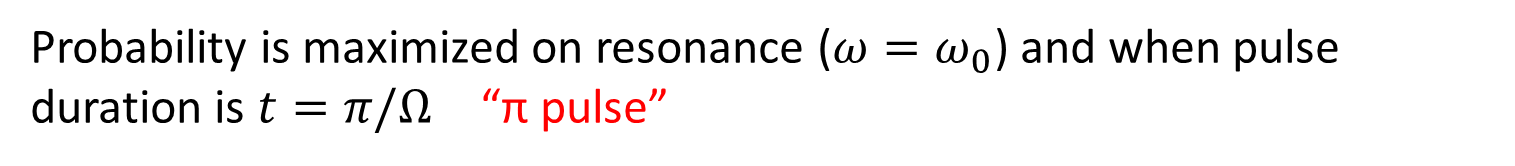 Probability is maximized on resonance (𝜔 = 𝜔₀) and when pulse
duration is 𝑡 = 𝜋/Ω “π pulse”